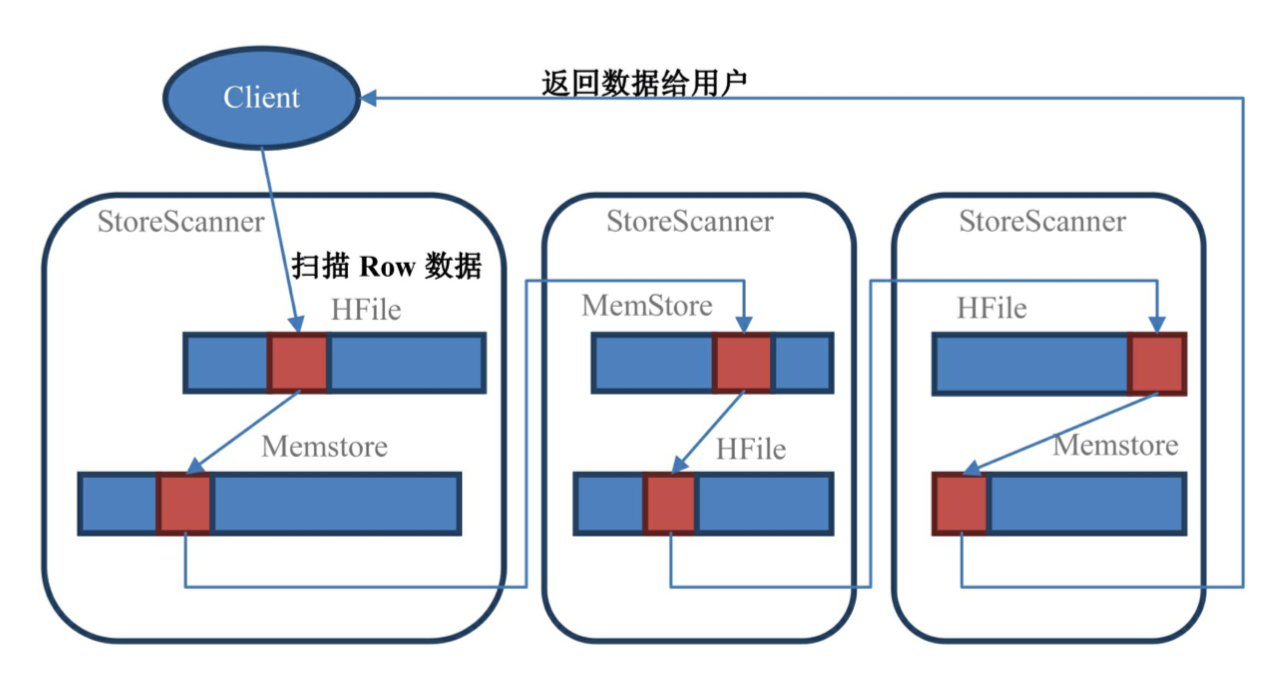 返回数据给用户
Client
StoreScanner
StoreScanner
StoreScanner
扫描 Row 数据
HFile
MemStore
HFile
Memstore
HFile
Memstore